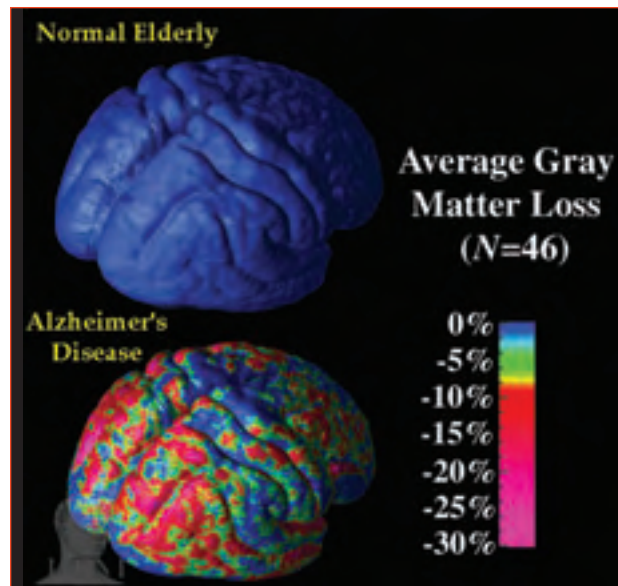 Normal Elderly
Average Gray
Matter Loss
(N=46)
Alzheimer's
Disease
0%
-5%
-10%
-15%
-20%
-25%
-30%